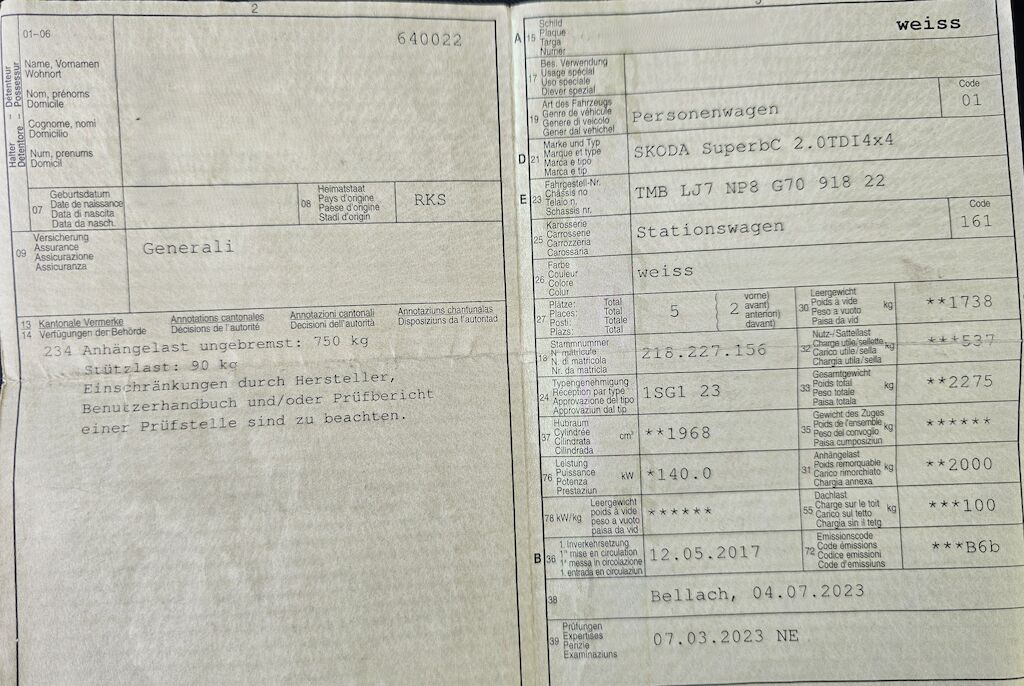 2
01-06
640022
Halter Détenteur
Detentore Possessur
Name, Vornamen
Wohnort
Nom, prénoms
Domicile
Cognome, nomi
Domicilio
Num, prenums
Domicil
07
Geburtsdatum
Date de naissance
Data di nascita
Data da nasch.
08
Heimatstaat
Pays d'origine
Paese d'origine
Stadi d'origin
RKS
09
Versicherung
Assurance
Assicurazione
Assicuranza
Generali
13 Kantonale Vermerke Annotations cantonales Annotazioni cantonali Annotaziuns chantunalas
14 Verfügungen der Behörde Décisions de l'autorité Decisioni dell'autorità Disposiziuns da l'autoritad
234 Anhängelast ungebremst: 750 kg
Stützlast: 90 kg
Einschränkungen durch Hersteller,
Benutzerhandbuch und/oder Prüfbericht
einer Prüfstelle sind zu beachten.
A 15
Schild
Plaque
Targa
Numer
weiss
17
Bes. Verwendung
Usage spécial
Uso speciale
Diever spezial
19
Art des Fahrzeugs
Genre de véhicule
Genere di veicolo
Gener dal vehichel
Personenwagen
Code
01
D 21
Marke und Typ
Marque et type
Marca e tipo
Marca e tip
SKODA SuperbC 2.0TDI4x4
E 23
Fahrgestell-Nr.
Châssis no
Telaio n.
Schassis nr.
TMB LJ7 NP8 G70 918 22
25
Karosserie
Carrosserie
Carrozzeria
Carossaria
Stationswagen
Code
161
26
Farbe
Couleur
Colore
Colur
weiss
27
Plätze: Total
Places: Total
Posti: Totale
Plazs: Total
5
2
vorne)
avant)
anteriori)
davant)
30
Leergewicht
Poids à vide
Peso a vuoto
Paisa da vid
kg
**1738
18
Stammnummer
N° matricule
N. di matricola
Nr. da matricla
218.227.156
32
Nutz-/Sattellast
Charge utile/sellette
Carico utile/sella
Chargia utila/sella
kg
***537
24
Typengenehmigung
Réception par type
Approvazione del tipo
Approvaziun dal tip
1SG1 23
33
Gesamtgewicht
Poids total
Peso totale
Paisa totala
kg
**2275
37
Hubraum
Cylindrée
Cilindrata
Cilindrada
cm³
**1968
35
Gewicht des Zuges
Poids de l'ensemble
Peso del convoglio
Paisa cumposiziun
kg
******
76
Leistung
Puissance
Potenza
Prestaziun
kW
*140.0
31
Anhängelast
Poids remorquable
Carico rimorchiato
Chargia annexa
kg
**2000
78 kW/kg
Leergewicht
poids à vide
peso a vuoto
paisa da vid
******
55
Dachlast
Charge sur le toit
Carico sul tetto
Chargia sin il tetg
kg
***100
B 36
1. Inverkehrsetzung
1re mise en circulation
1a messa in circolazione
1. entrada en circulaziun
12.05.2017
72
Emissionscode
Code émissions
Codice emissioni
Code d'emissiuns
***B6b
38
Bellach, 04.07.2023
39
Prüfungen
Expertises
Perizie
Examinaziuns
07.03.2023 NE